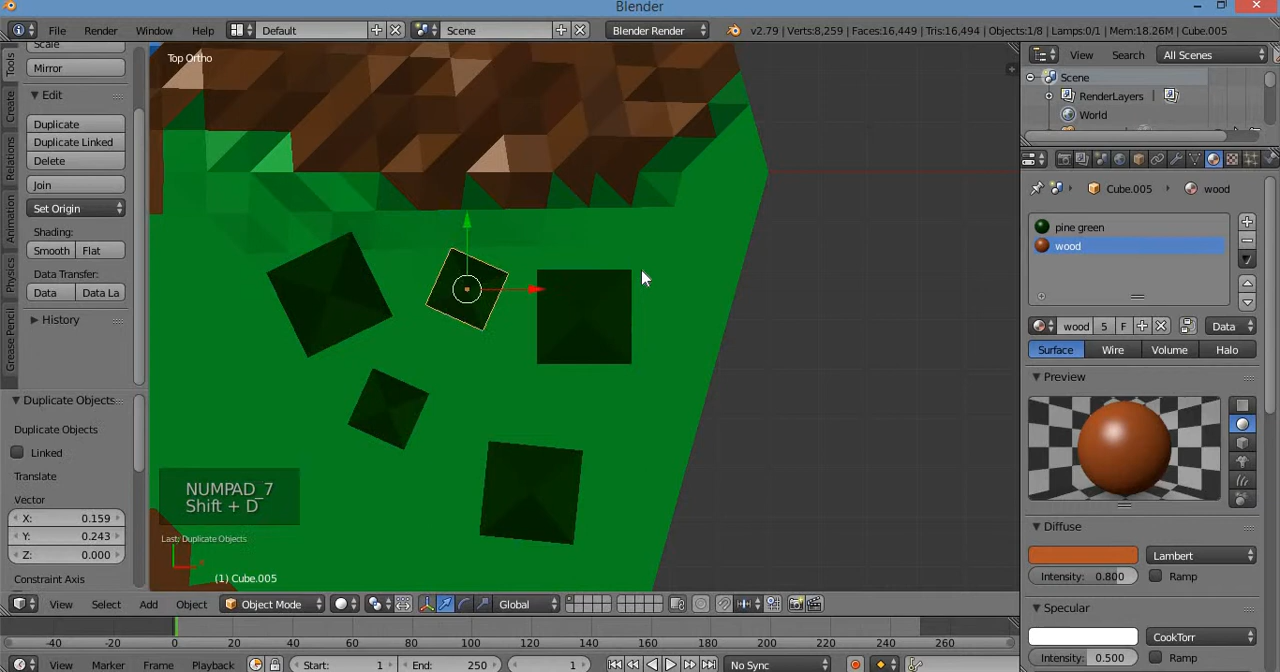 Blender
File Render Window Help Default Scene Blender Render v2.79 | Verts:8,259 | Faces:16,449 | Tris:16,494 | Objects:1/8 | Lamps:0/1 | Mem:18.26M | Cube.005
Scale
Mirror
Edit
Duplicate
Duplicate Linked
Delete
Join
Set Origin
Shading:
Smooth Flat
Data Transfer:
Data Data La
History
Tools
Create
Relations
Animation
Physics
Grease Pencil
Duplicate Objects
Duplicate Objects
Linked
Translate
Vector
X: 0.159
Y: 0.243
Z: 0.000
Constraint Axis
Top Ortho
NUMPAD_7
Shift + D
Last: Duplicate Objects
(1) Cube.005
View Select Add Object Object Mode Global
-40 -20 0 20 40 60 80 100 120 140 160 180 200 220 240 260
View Marker Frame Playback Start: 1 End: 250 1 No Sync
View Search All Scenes
Scene
RenderLayers
World
Cube.005 wood
pine green
wood
wood 5 F Data
Surface Wire Volume Halo
Preview
Diffuse
Lambert
Intensity: 0.800 Ramp
Specular
CookTorr
Intensity: 0.500 Ramp